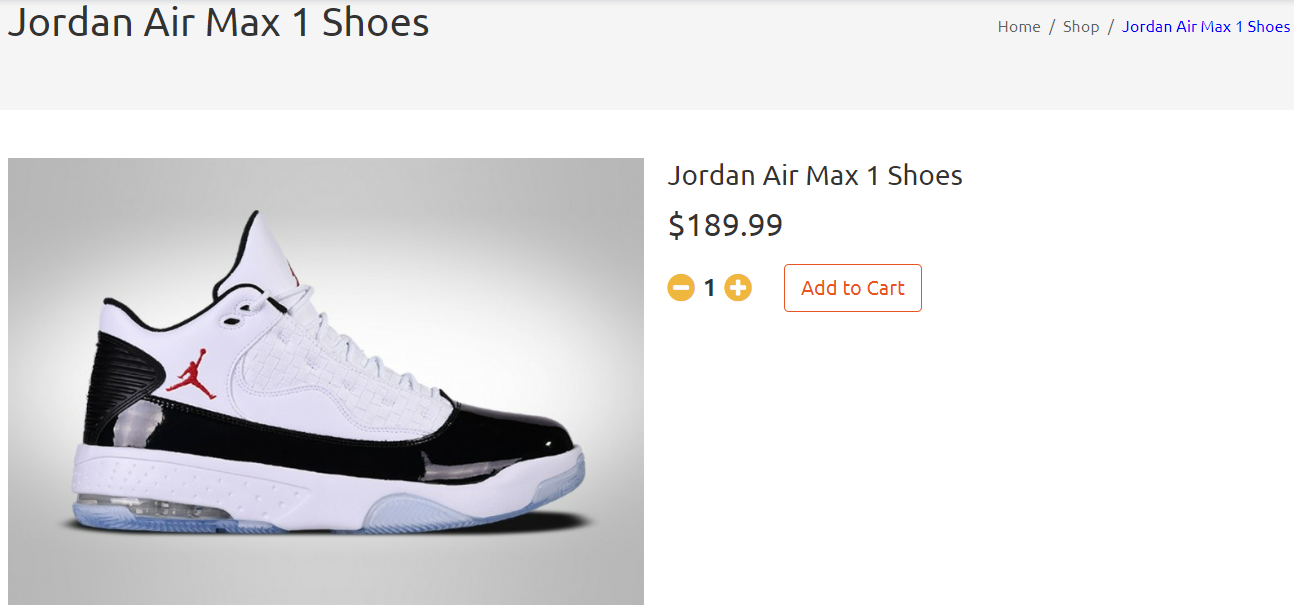 Jordan Air Max 1 Shoes
Home / Shop / Jordan Air Max 1 Shoes
Jordan Air Max 1 Shoes
$189.99
1
Add to Cart